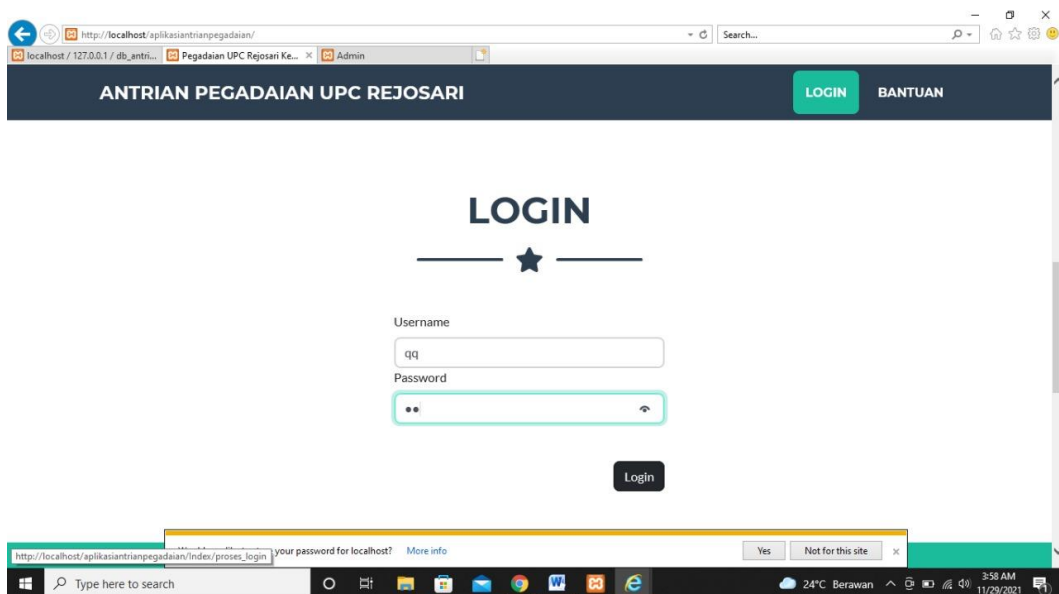 http://localhost/aplikasiantrianpegadaian/
Search...
localhost / 127.0.0.1 / db_antri...
Pegadaian UPC Rejosari Ke...
Admin
ANTRIAN PEGADAIAN UPC REJOSARI
LOGIN
BANTUAN
LOGIN
Username
qq
Password
Login
your password for localhost?
More info
Yes
Not for this site
http://localhost/aplikasiantrianpegadaian/Index/proses_login
Type here to search
24°C Berawan
3:58 AM
11/29/2021